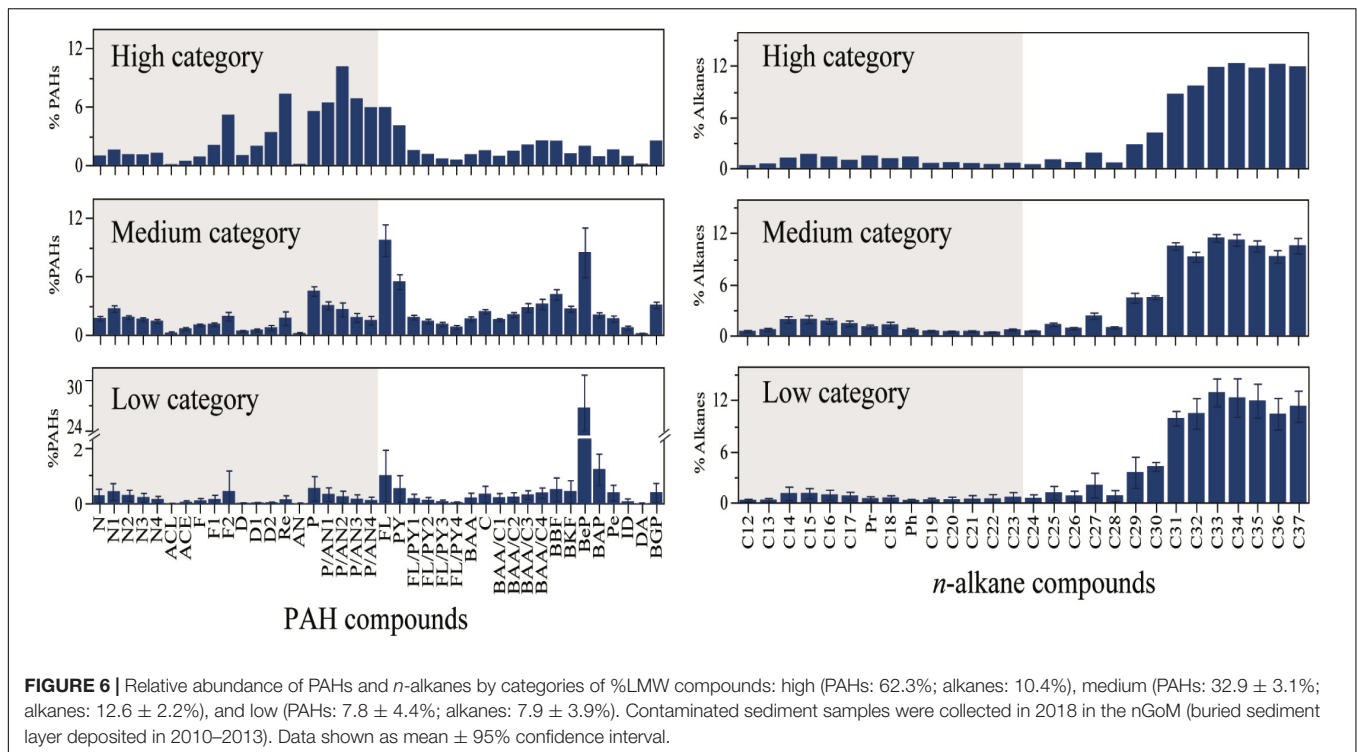 High category
% PAHs
12
6
0
Medium category
%PAHs
12
6
0
Low category
%PAHs
30
24
2
1
0
N N1 N2 N3 N4 ACL ACE F F1 F2 D D1 D2 Re AN P P/AN1 P/AN2 P/AN3 P/AN4 FL PY FL/PY1 FL/PY2 FL/PY3 FL/PY4 BAA C BAA/C1 BAA/C2 BAA/C3 BAA/C4 BBF BKF BeP BAP Pe ID DA BGP
PAH compounds
High category
% Alkanes
12
6
0
Medium category
% Alkanes
12
6
0
Low category
% Alkanes
12
6
0
C12 C13 C14 C15 C16 C17 Pr C18 Ph C19 C20 C21 C22 C23 C24 C25 C26 C27 C28 C29 C30 C31 C32 C33 C34 C35 C36 C37
n-alkane compounds
FIGURE 6 | Relative abundance of PAHs and n-alkanes by categories of %LMW compounds: high (PAHs: 62.3%; alkanes: 10.4%), medium (PAHs: 32.9 ± 3.1%;
alkanes: 12.6 ± 2.2%), and low (PAHs: 7.8 ± 4.4%; alkanes: 7.9 ± 3.9%). Contaminated sediment samples were collected in 2018 in the nGoM (buried sediment
layer deposited in 2010–2013). Data shown as mean ± 95% confidence interval.